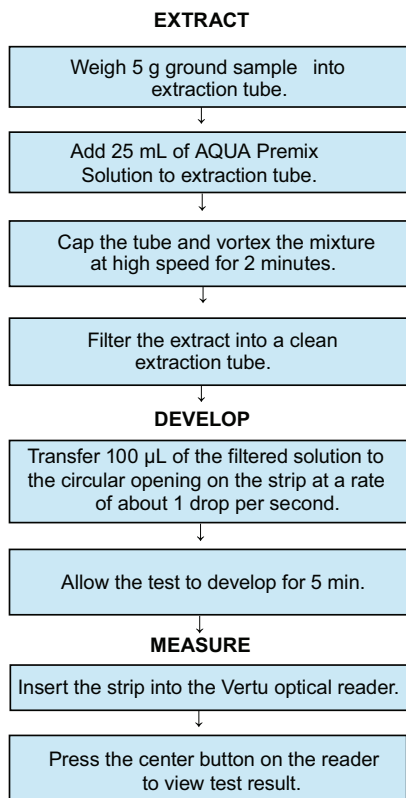 EXTRACT
Weigh 5 g ground sample into
extraction tube.
↓
Add 25 mL of AQUA Premix
Solution to extraction tube.
↓
Cap the tube and vortex the mixture
at high speed for 2 minutes.
↓
Filter the extract into a clean
extraction tube.
↓
DEVELOP
Transfer 100 µL of the filtered solution to
the circular opening on the strip at a rate
of about 1 drop per second.
↓
Allow the test to develop for 5 min.
↓
MEASURE
Insert the strip into the Vertu optical reader.
↓
Press the center button on the reader
to view test result.